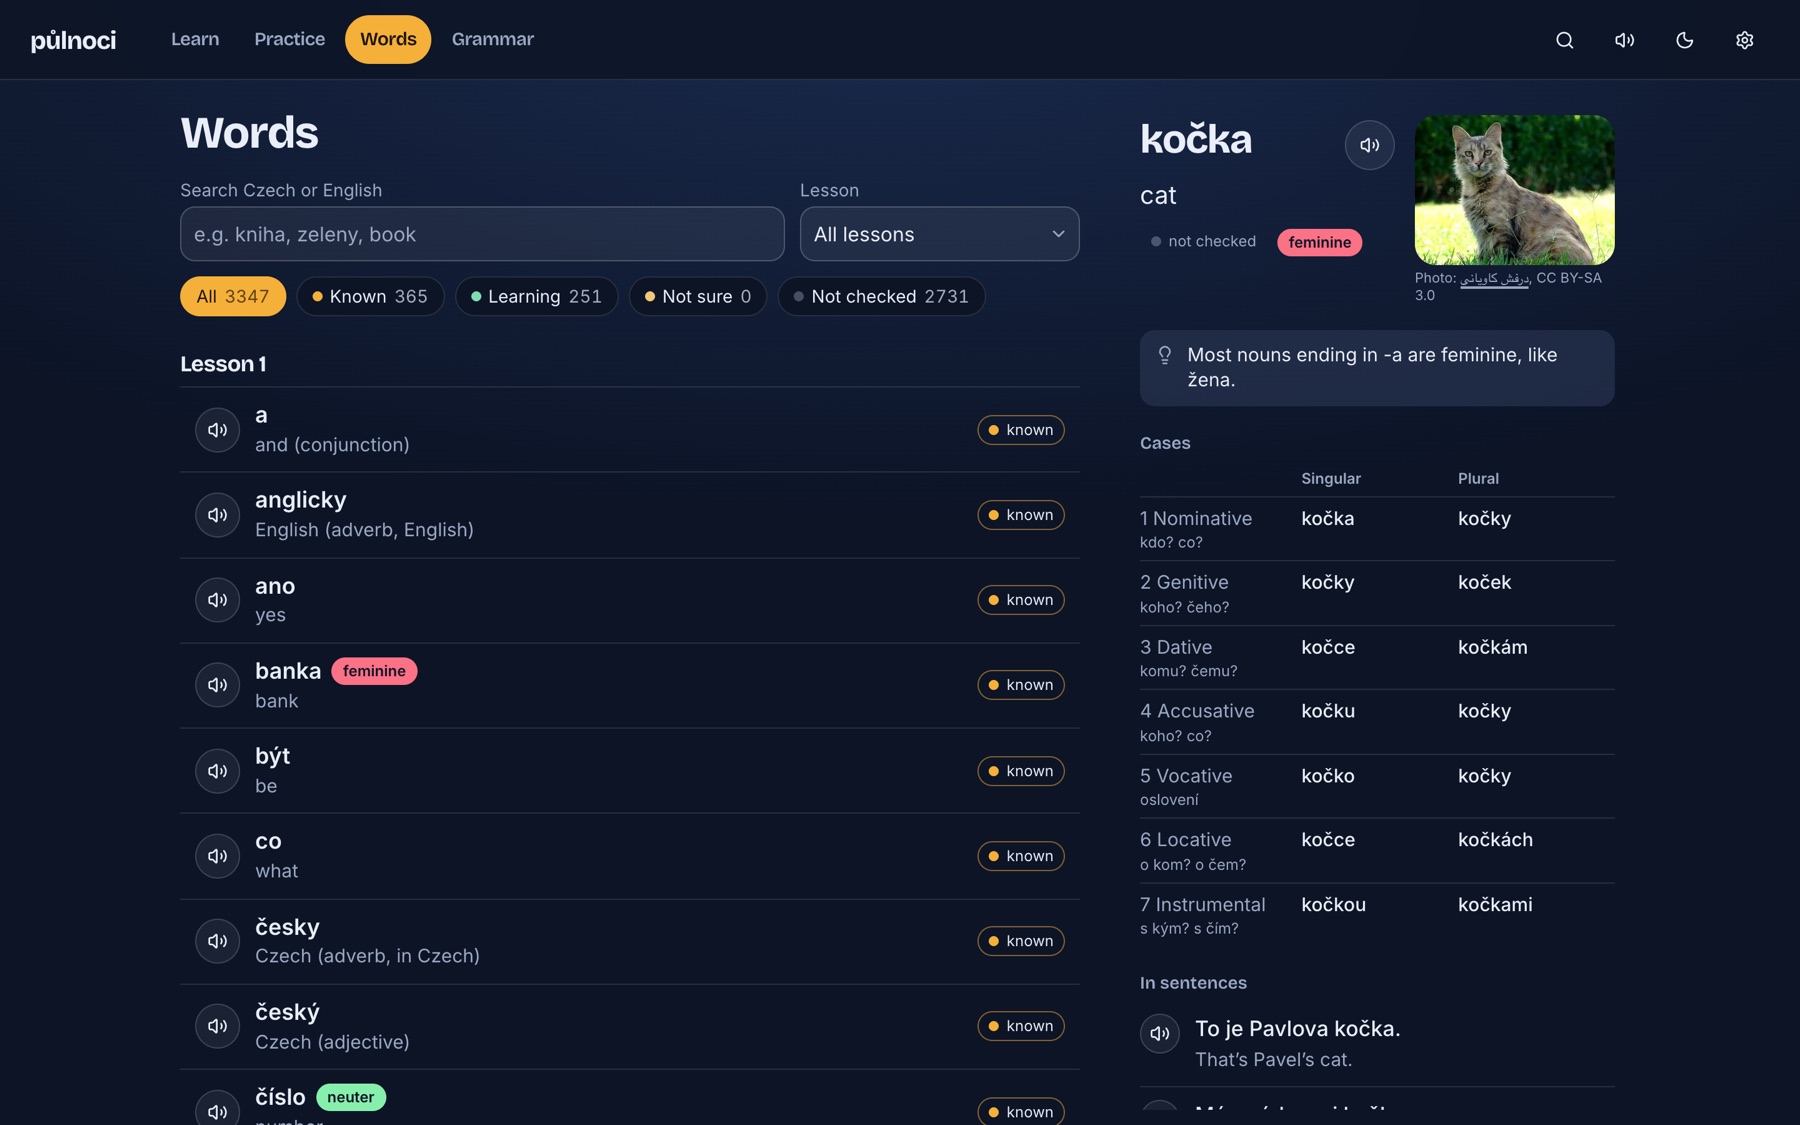 půlnoci
Learn
Practice
Words
Grammar
Words
Search Czech or English
Lesson
e.g. kniha, zeleny, book
All lessons
All 3347
Known 365
Learning 251
Not sure 0
Not checked 2731
Lesson 1
a
and (conjunction)
known
anglicky
English (adverb, English)
known
ano
yes
known
banka feminine
bank
known
být
be
known
co
what
known
česky
Czech (adverb, in Czech)
known
český
Czech (adjective)
known
číslo neuter
known
kočka
cat
not checked
feminine
Photo: درفش کاویانی, CC BY-SA
3.0
Most nouns ending in -a are feminine, like
žena.
Cases
Singular Plural
1 Nominative kočka kočky
kdo? co?
2 Genitive kočky koček
koho? čeho?
3 Dative kočce kočkám
komu? čemu?
4 Accusative kočku kočky
koho? co?
5 Vocative kočko kočky
oslovení
6 Locative kočce kočkách
o kom? o čem?
7 Instrumental kočkou kočkami
s kým? s čím?
In sentences
To je Pavlova kočka.
That’s Pavel’s cat.